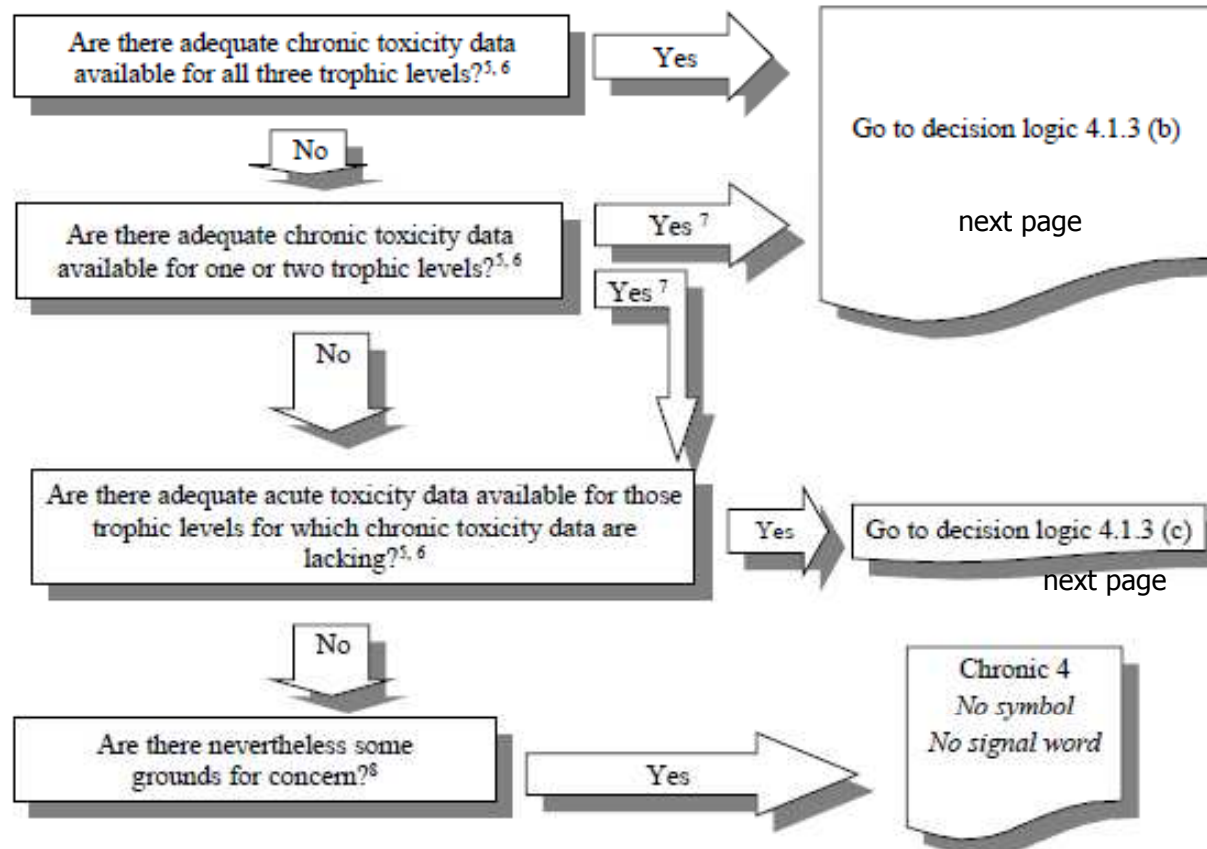 Are there adequate chronic toxicity data
available for all three trophic levels?⁵, ⁶
Yes
Go to decision logic 4.1.3 (b)
next page
No
Are there adequate chronic toxicity data
available for one or two trophic levels?⁵, ⁶
Yes ⁷
Yes ⁷
No
Are there adequate acute toxicity data available for those
trophic levels for which chronic toxicity data are
lacking?⁵, ⁶
Yes
Go to decision logic 4.1.3 (c)
next page
No
Are there nevertheless some
grounds for concern?⁸
Yes
Chronic 4
No symbol
No signal word